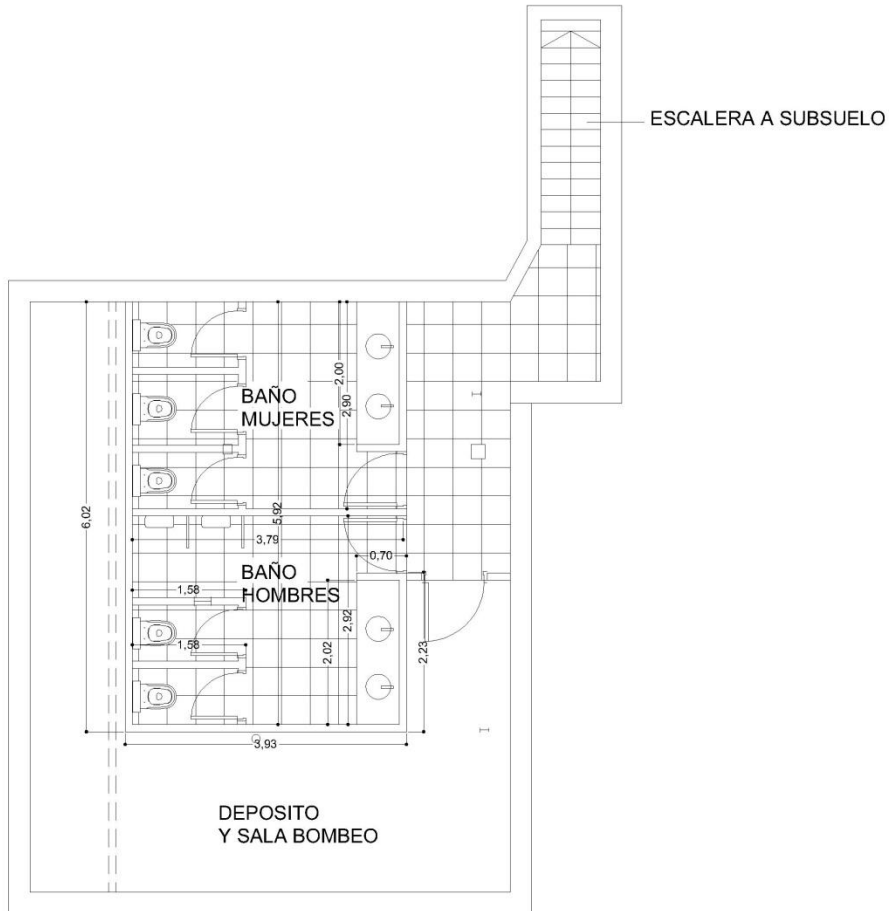 ESCALERA A SUBSUELO
2,00
2,90
BAÑO
MUJERES
6,02
5,92
3,79
0,70
BAÑO
HOMBRES
1,58
2,92
1,58
2,02
2,23
3,93
DEPOSITO
Y SALA BOMBEO